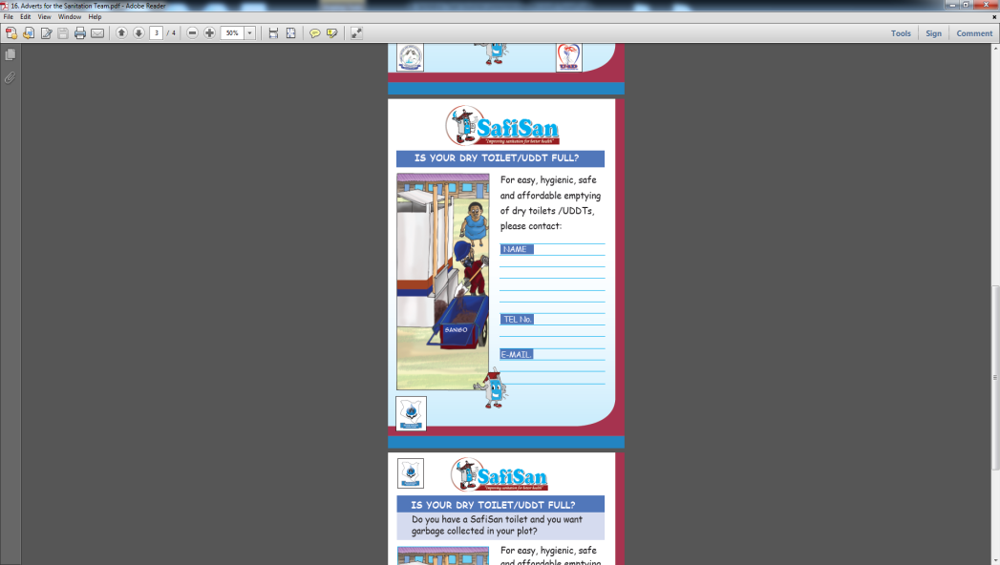 16. Adverts for the Sanitation Team.pdf - Adobe Reader
File Edit View Window Help
3 / 4 50% Tools Sign Comment
SafiSan
"Improving sanitation for better health"
IS YOUR DRY TOILET/UDDT FULL?
For easy, hygienic, safe
and affordable emptying
of dry toilets /UDDTs,
please contact:
NAME
TEL No.
E-MAIL
SANIGO
SafiSan
"Improving sanitation for better health"
IS YOUR DRY TOILET/UDDT FULL?
Do you have a SafiSan toilet and you want
garbage collected in your plot?
For easy, hygienic, safe
and affordable emptying